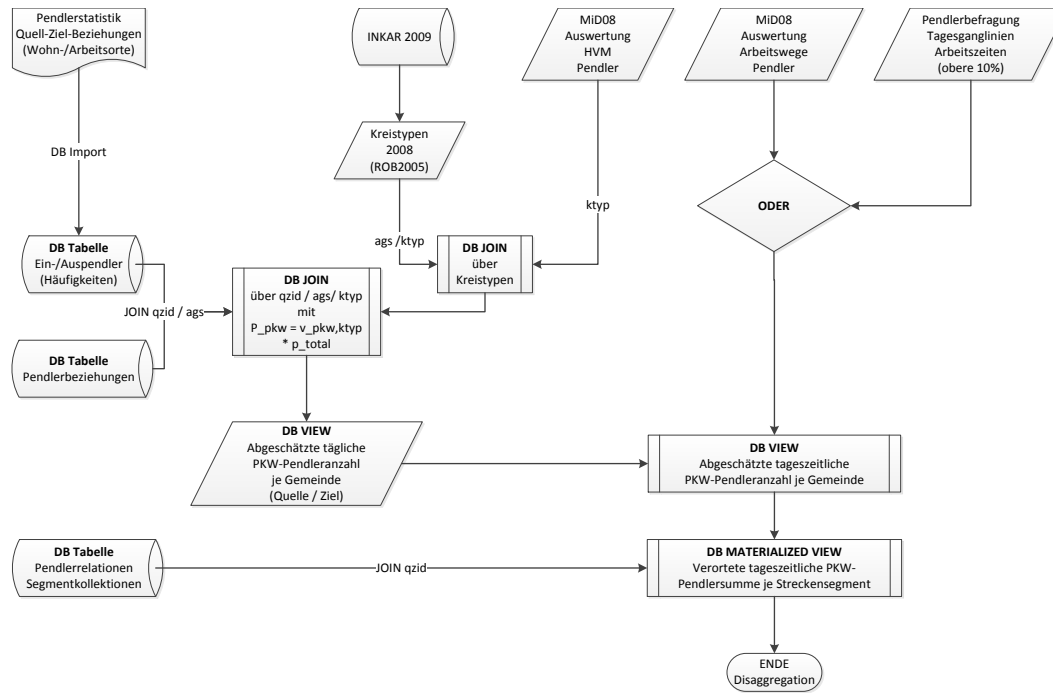 Pendlerstatistik
Quell-Ziel-Beziehungen
(Wohn-/Arbeitsorte)
INKAR 2009
MiD08
Auswertung
HVM
Pendler
MiD08
Auswertung
Arbeitswege
Pendler
Pendlerbefragung
Tagesganglinien
Arbeitszeiten
(obere 10%)
DB Import
Kreistypen
2008
(ROB2005)
ODER
ktyp
ags /ktyp
DB Tabelle
Ein-/Auspendler
(Häufigkeiten)
DB JOIN
über
Kreistypen
DB JOIN
über qzid / ags/ ktyp
mit
P_pkw = v_pkw,ktyp
* p_total
JOIN qzid / ags
DB Tabelle
Pendlerbeziehungen
DB VIEW
Abgeschätzte tägliche
PKW-Pendleranzahl
je Gemeinde
(Quelle / Ziel)
DB VIEW
Abgeschätzte tageszeitliche
PKW-Pendleranzahl je Gemeinde
DB Tabelle
Pendlerrelationen
Segmentkollektionen
JOIN qzid
DB MATERIALIZED VIEW
Verortete tageszeitliche PKW-
Pendlersumme je Streckensegment
ENDE
Disaggregation